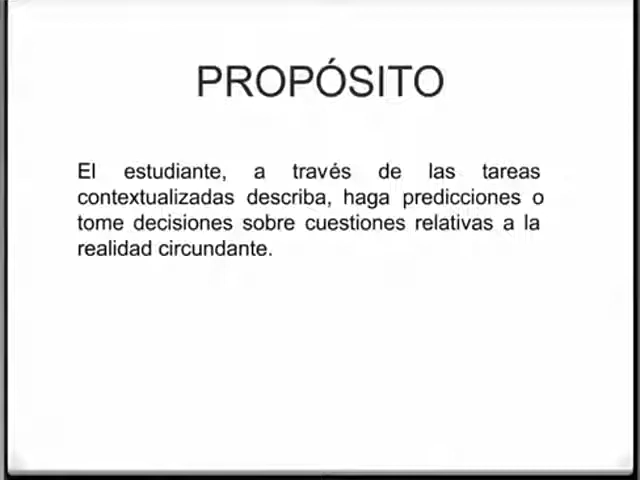 PROPÓSITO
El estudiante, a través de las tareas
contextualizadas describa, haga predicciones o
tome decisiones sobre cuestiones relativas a la
realidad circundante.